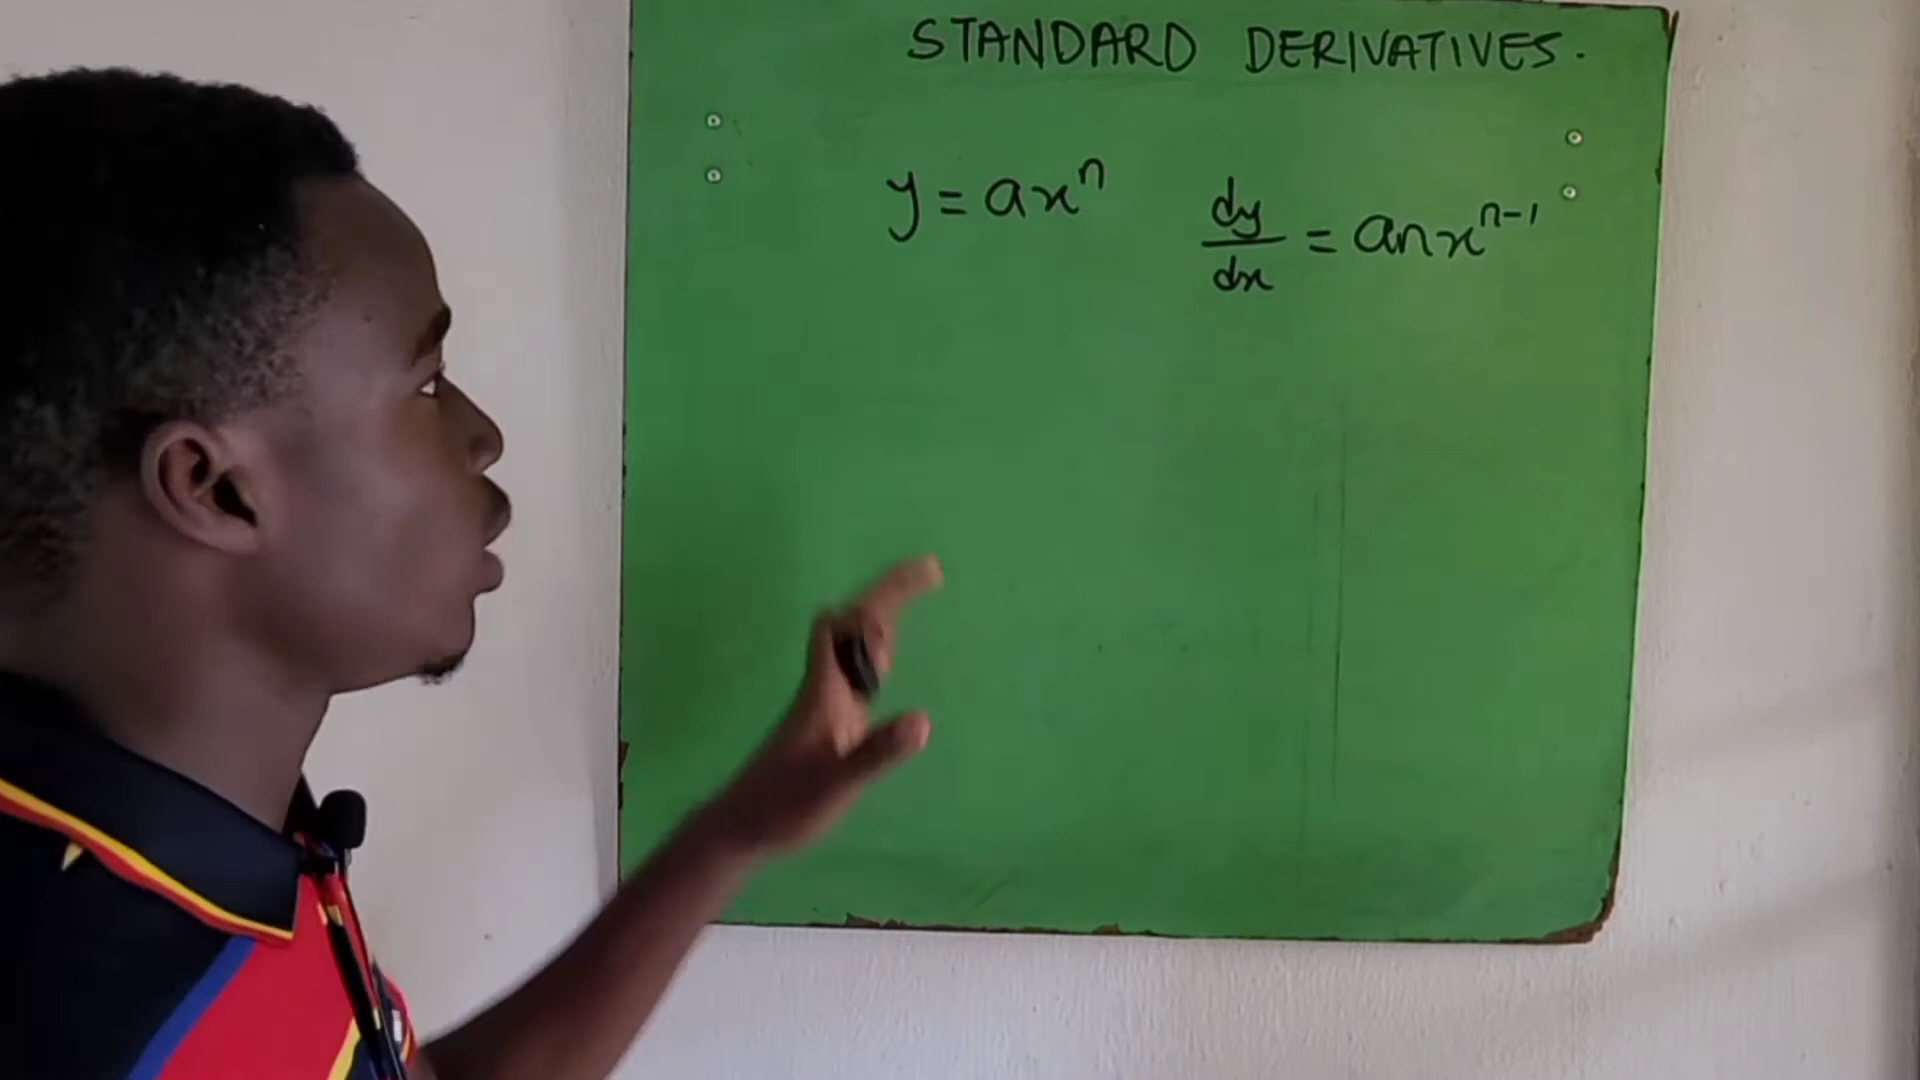 STANDARD DERIVATIVES.
y = axⁿ
dy/dx = anxⁿ⁻¹